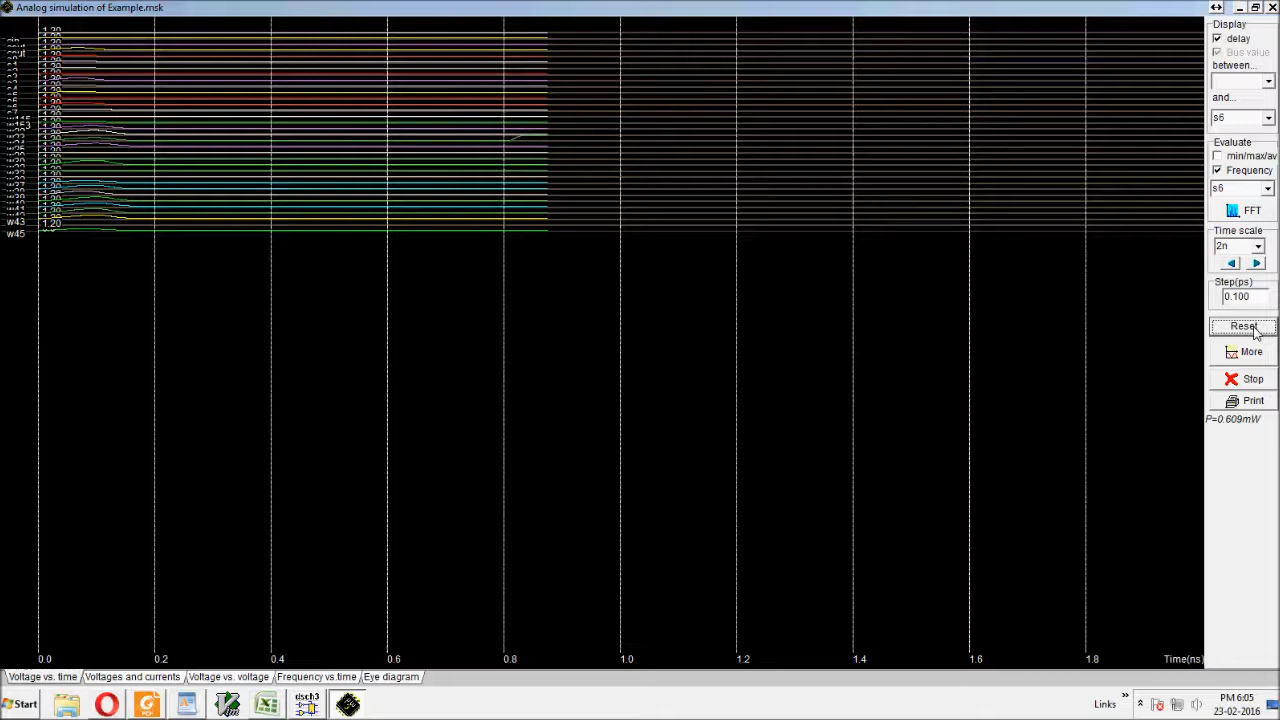 Analog simulation of Example.msk
Display
delay
Bus value
between...
and...
s6
Evaluate
min/max/av
Frequency
s6
FFT
Time scale
2n
Step(ps)
0.100
Reset
More
Stop
Print
P=0.609mW
1.20
w43
1.20
w45
0.0 0.2 0.4 0.6 0.8 1.0 1.2 1.4 1.6 1.8 Time(ns)
Voltage vs. time Voltages and currents Voltage vs. voltage Frequency vs.time Eye diagram
Start
dsch3
Links
PM 6:05
23-02-2016